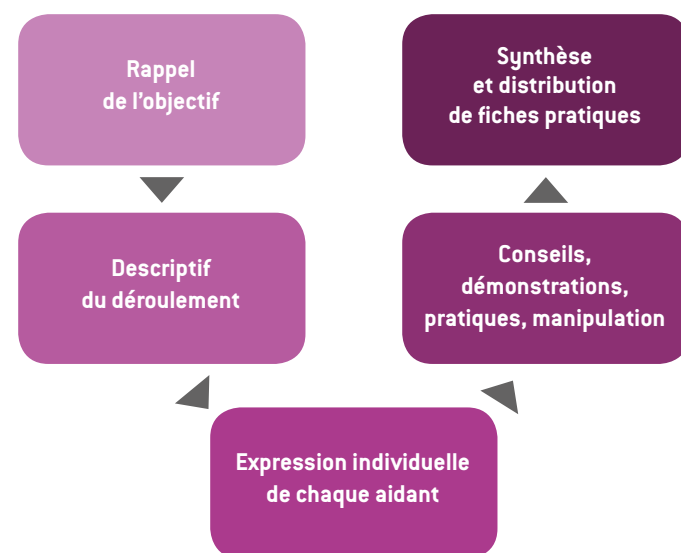 Rappel
de l'objectif
Descriptif
du déroulement
Expression individuelle
de chaque aidant
Conseils,
démonstrations,
pratiques, manipulation
Synthèse
et distribution
de fiches pratiques